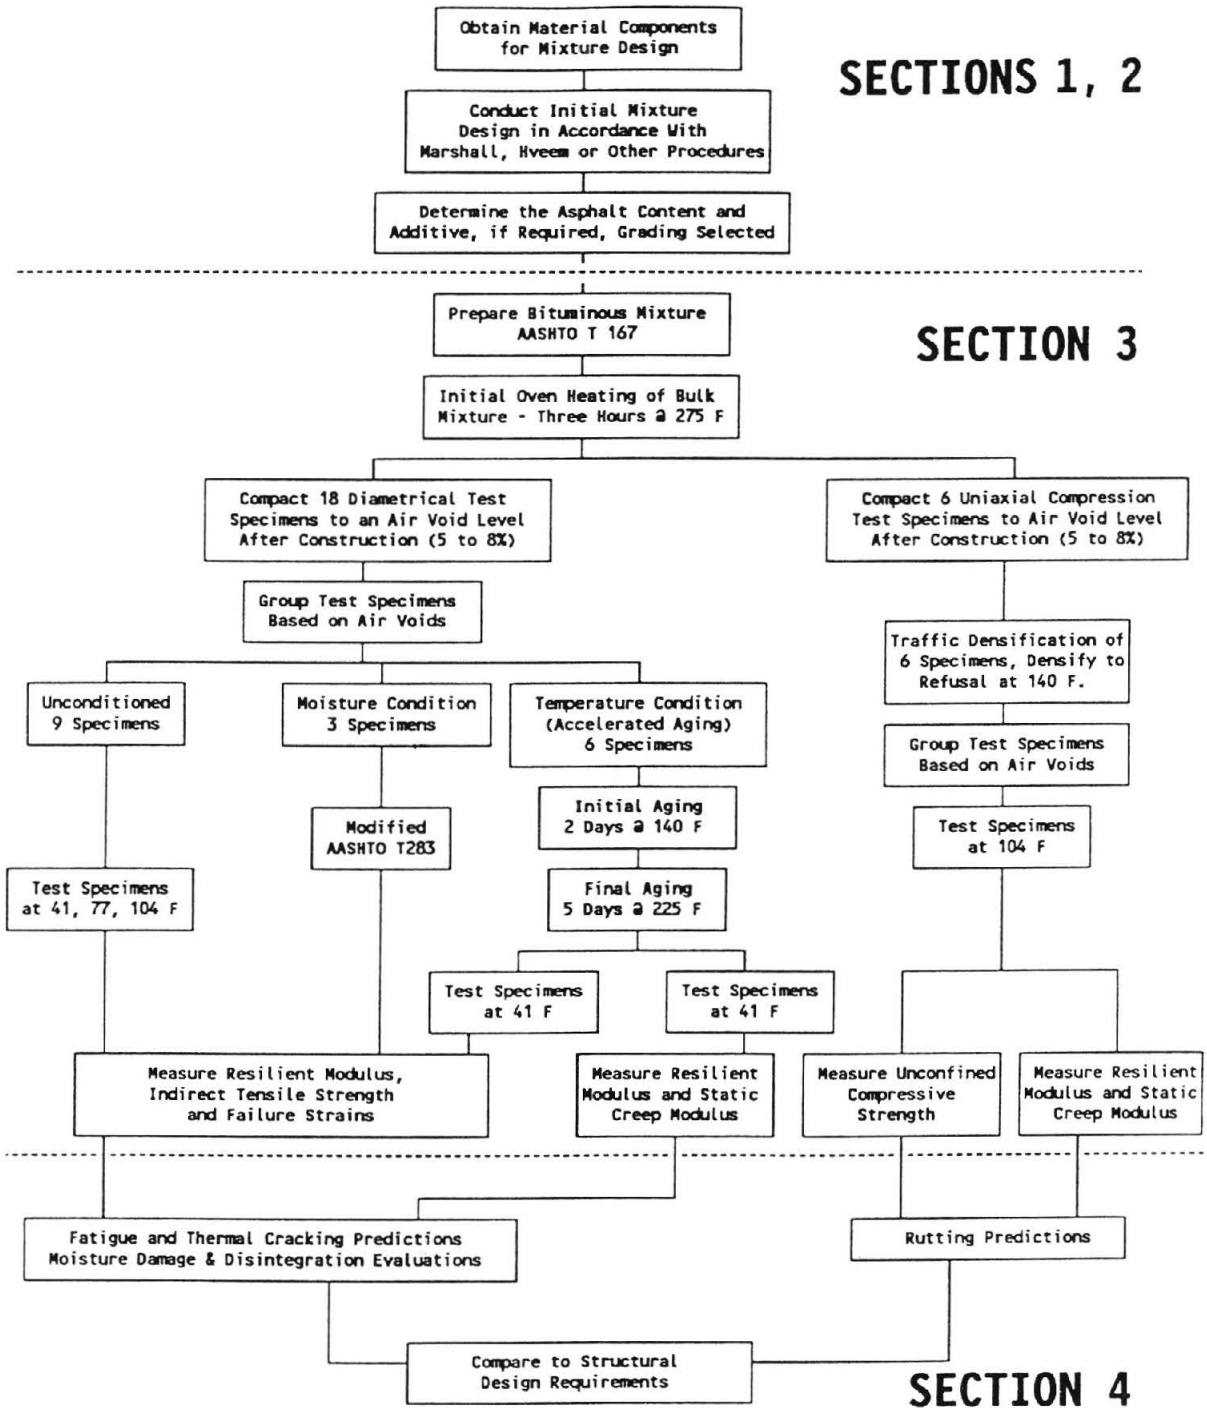 Obtain Material Components
for Mixture Design
SECTIONS 1, 2
Conduct Initial Mixture
Design in Accordance With
Marshall, Hveem or Other Procedures
Determine the Asphalt Content and
Additive, if Required, Grading Selected
Prepare Bituminous Mixture
AASHTO T 167
SECTION 3
Initial Oven Heating of Bulk
Mixture - Three Hours @ 275 F
Compact 18 Diametrical Test
Specimens to an Air Void Level
After Construction (5 to 8%)
Compact 6 Uniaxial Compression
Test Specimens to Air Void Level
After Construction (5 to 8%)
Group Test Specimens
Based on Air Voids
Traffic Densification of
6 Specimens, Densify to
Refusal at 140 F.
Unconditioned
9 Specimens
Moisture Condition
3 Specimens
Temperature Condition
(Accelerated Aging)
6 Specimens
Group Test Specimens
Based on Air Voids
Initial Aging
2 Days @ 140 F
Modified
AASHTO T283
Test Specimens
at 104 F
Test Specimens
at 41, 77, 104 F
Final Aging
5 Days @ 225 F
Test Specimens
at 41 F
Test Specimens
at 41 F
Measure Resilient Modulus,
Indirect Tensile Strength
and Failure Strains
Measure Resilient
Modulus and Static
Creep Modulus
Measure Unconfined
Compressive
Strength
Measure Resilient
Modulus and Static
Creep Modulus
Fatigue and Thermal Cracking Predictions
Moisture Damage & Disintegration Evaluations
Rutting Predictions
Compare to Structural
Design Requirements
SECTION 4